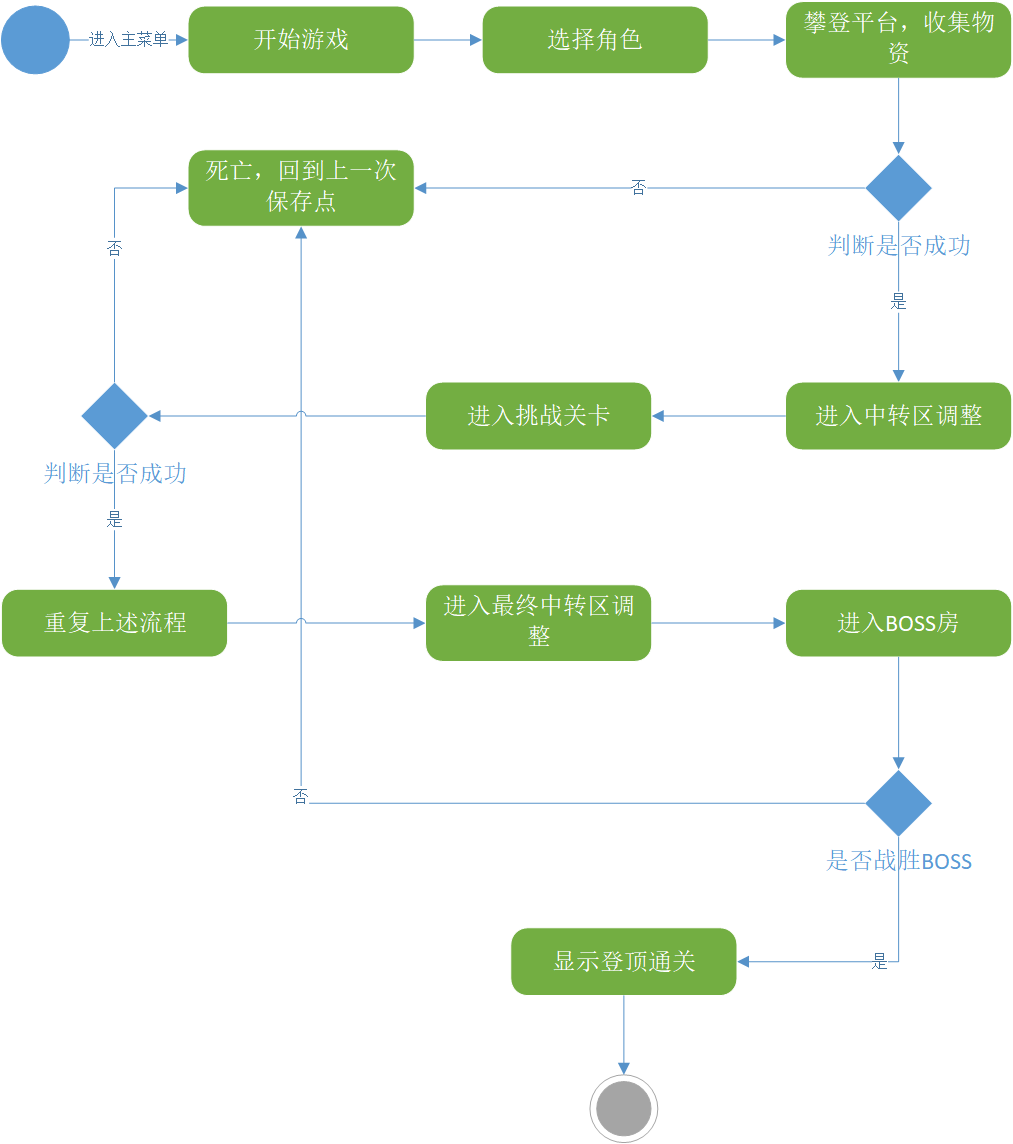 进入主菜单
开始游戏
选择角色
攀登平台，收集物
资
死亡，回到上一次
保存点
否
判断是否成功
否
是
进入挑战关卡
进入中转区调整
判断是否成功
是
重复上述流程
进入最终中转区调
整
进入BOSS房
否
是否战胜BOSS
显示登顶通关
是